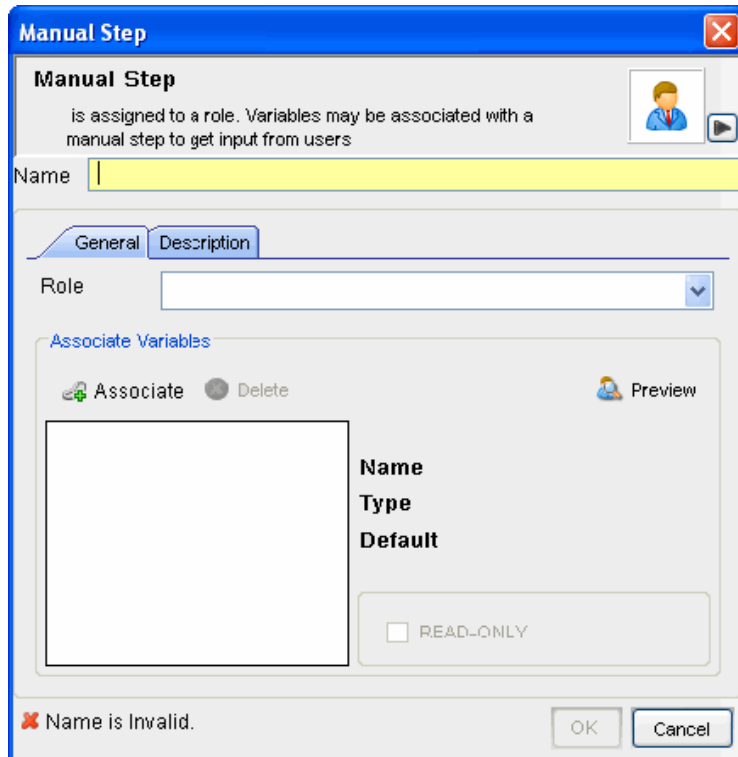 Manual Step
Manual Step
is assigned to a role. Variables may be associated with a
manual step to get input from users
Name
General Description
Role
Associate Variables
Associate Delete Preview
Name
Type
Default
READ-ONLY
Name is Invalid.
OK Cancel